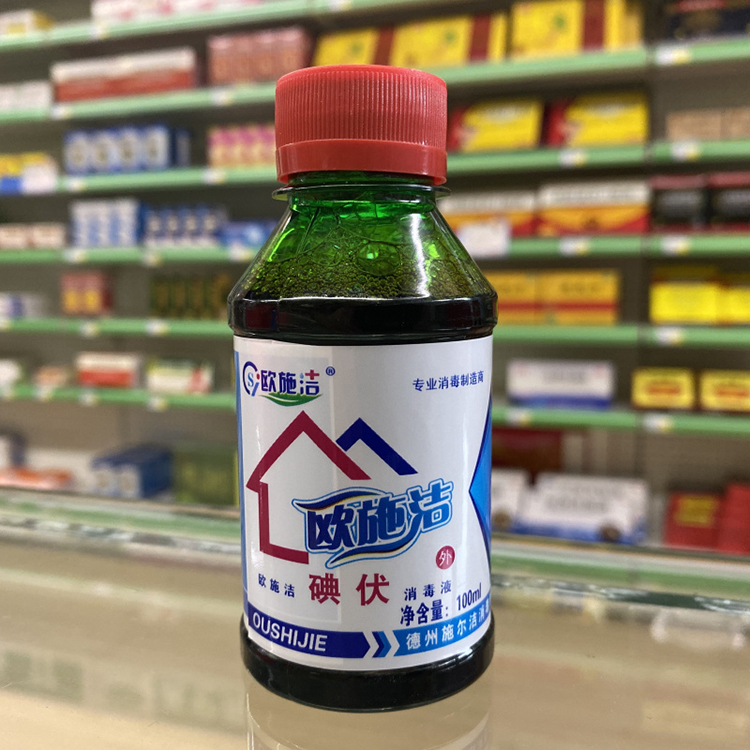 欧施洁®
专业消毒制造商
欧施洁
外
欧施洁 碘伏 消毒液
净含量：100ml
OUSHIJIE
德州施尔洁消